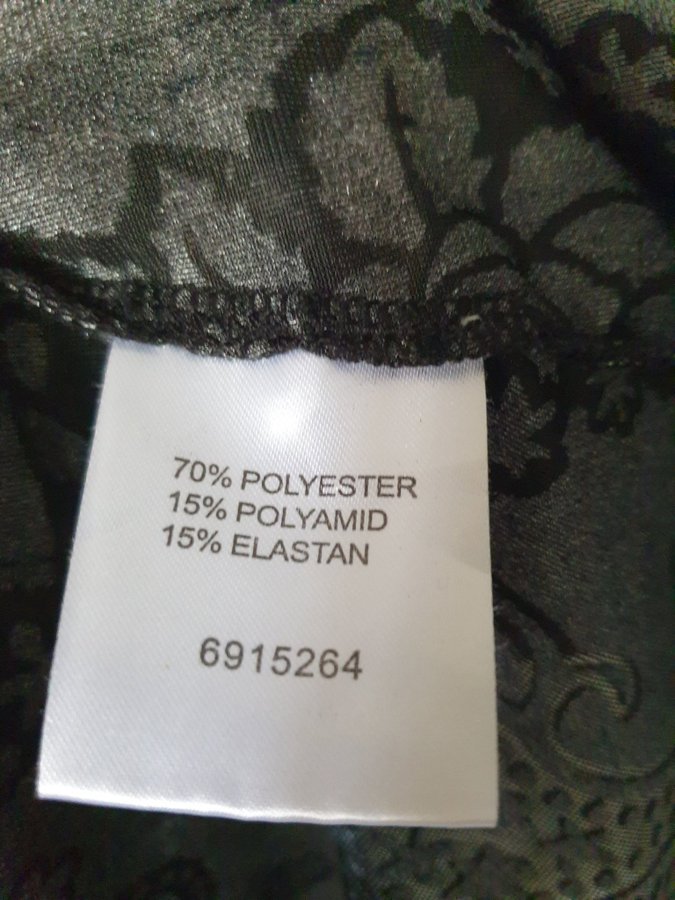 70% POLYESTER
15% POLYAMID
15% ELASTAN
6915264